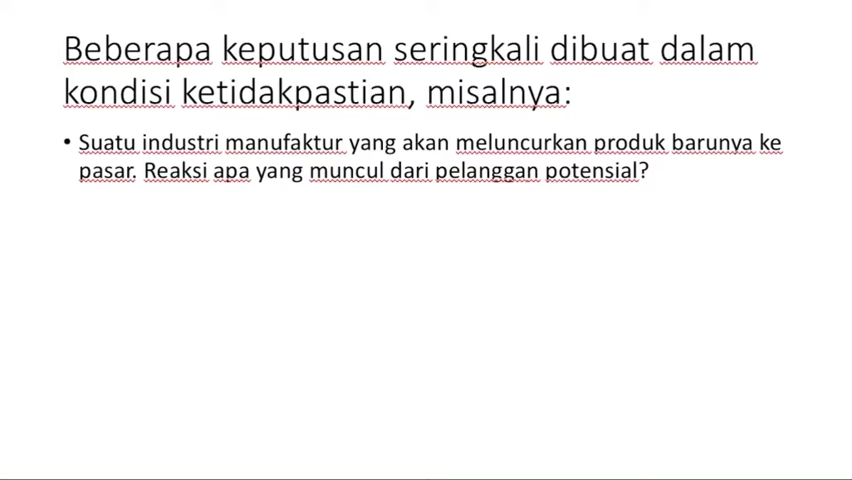 Beberapa keputusan seringkali dibuat dalam
kondisi ketidakpastian, misalnya:
• Suatu industri manufaktur yang akan meluncurkan produk barunya ke
pasar. Reaksi apa yang muncul dari pelanggan potensial?